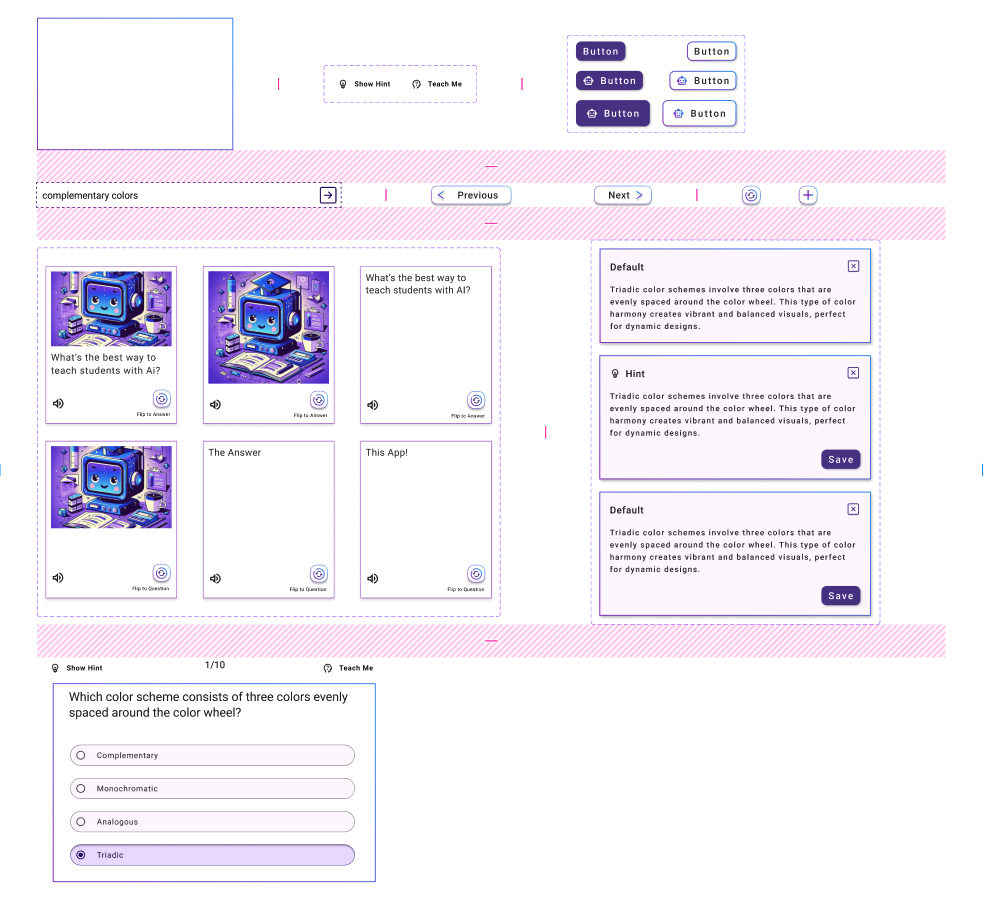 Show Hint
Teach Me
Button
Button
Button
Button
Button
Button
complementary colors
Previous
Next
What's the best way to
teach students with Ai?
Flip to Answer
Flip to Answer
What's the best way to
teach students with AI?
Flip to Answer
Flip to Question
The Answer
Flip to Question
This App!
Flip to Question
Default
Triadic color schemes involve three colors that are
evenly spaced around the color wheel. This type of color
harmony creates vibrant and balanced visuals, perfect
for dynamic designs.
Hint
Triadic color schemes involve three colors that are
evenly spaced around the color wheel. This type of color
harmony creates vibrant and balanced visuals, perfect
for dynamic designs.
Save
Default
Triadic color schemes involve three colors that are
evenly spaced around the color wheel. This type of color
harmony creates vibrant and balanced visuals, perfect
for dynamic designs.
Save
Show Hint
1/10
Teach Me
Which color scheme consists of three colors evenly
spaced around the color wheel?
Complementary
Monochromatic
Analogous
Triadic